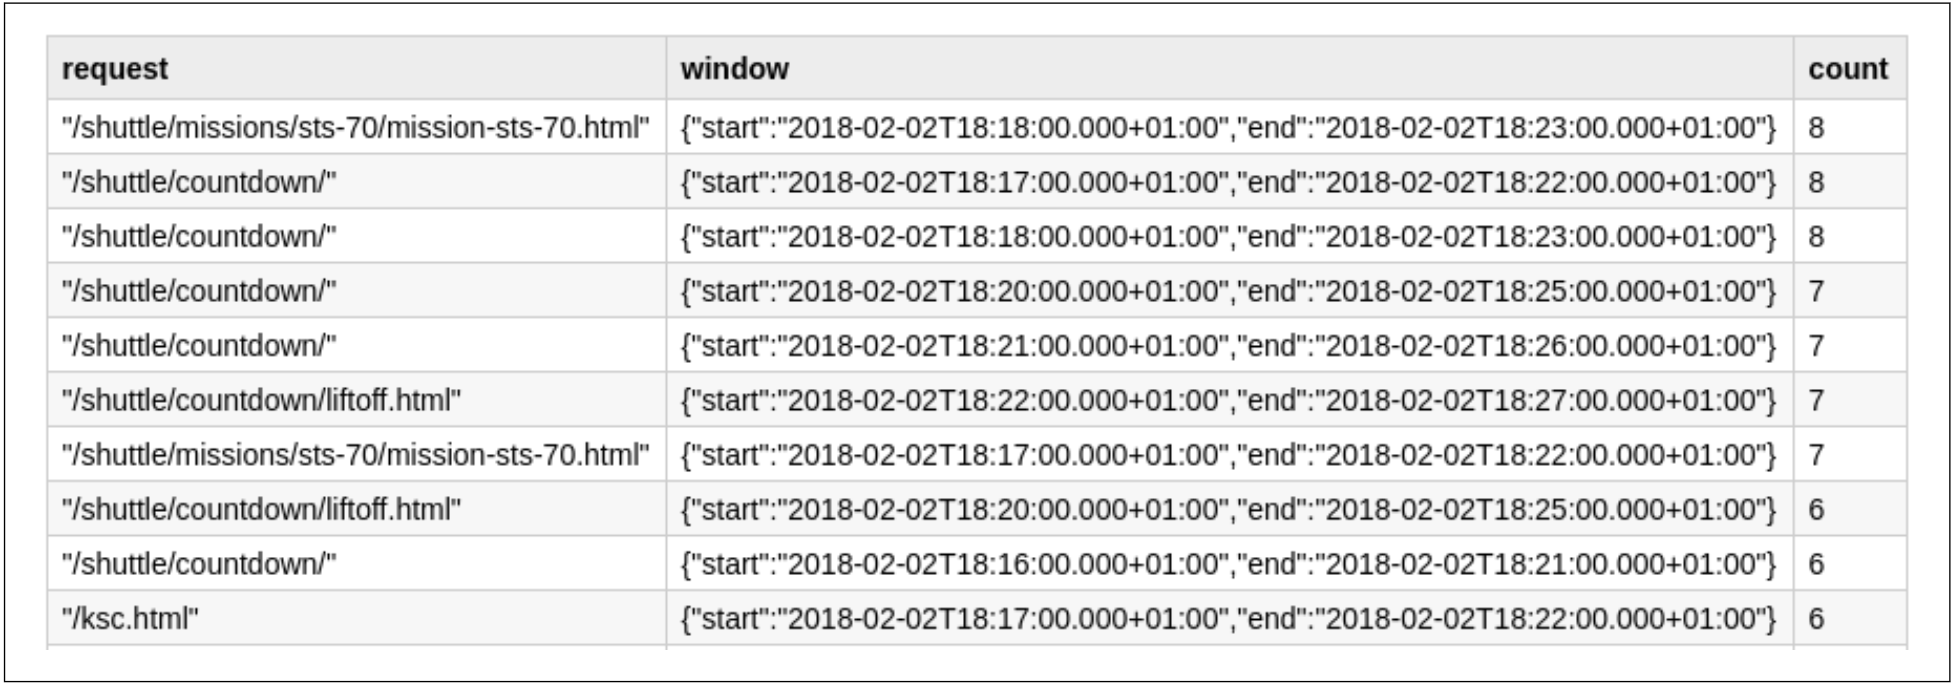 request window count
"/shuttle/missions/sts-70/mission-sts-70.html" {"start":"2018-02-02T18:18:00.000+01:00","end":"2018-02-02T18:23:00.000+01:00"} 8
"/shuttle/countdown/" {"start":"2018-02-02T18:17:00.000+01:00","end":"2018-02-02T18:22:00.000+01:00"} 8
"/shuttle/countdown/" {"start":"2018-02-02T18:18:00.000+01:00","end":"2018-02-02T18:23:00.000+01:00"} 8
"/shuttle/countdown/" {"start":"2018-02-02T18:20:00.000+01:00","end":"2018-02-02T18:25:00.000+01:00"} 7
"/shuttle/countdown/" {"start":"2018-02-02T18:21:00.000+01:00","end":"2018-02-02T18:26:00.000+01:00"} 7
"/shuttle/countdown/liftoff.html" {"start":"2018-02-02T18:22:00.000+01:00","end":"2018-02-02T18:27:00.000+01:00"} 7
"/shuttle/missions/sts-70/mission-sts-70.html" {"start":"2018-02-02T18:17:00.000+01:00","end":"2018-02-02T18:22:00.000+01:00"} 7
"/shuttle/countdown/liftoff.html" {"start":"2018-02-02T18:20:00.000+01:00","end":"2018-02-02T18:25:00.000+01:00"} 6
"/shuttle/countdown/" {"start":"2018-02-02T18:16:00.000+01:00","end":"2018-02-02T18:21:00.000+01:00"} 6
"/ksc.html" {"start":"2018-02-02T18:17:00.000+01:00","end":"2018-02-02T18:22:00.000+01:00"} 6